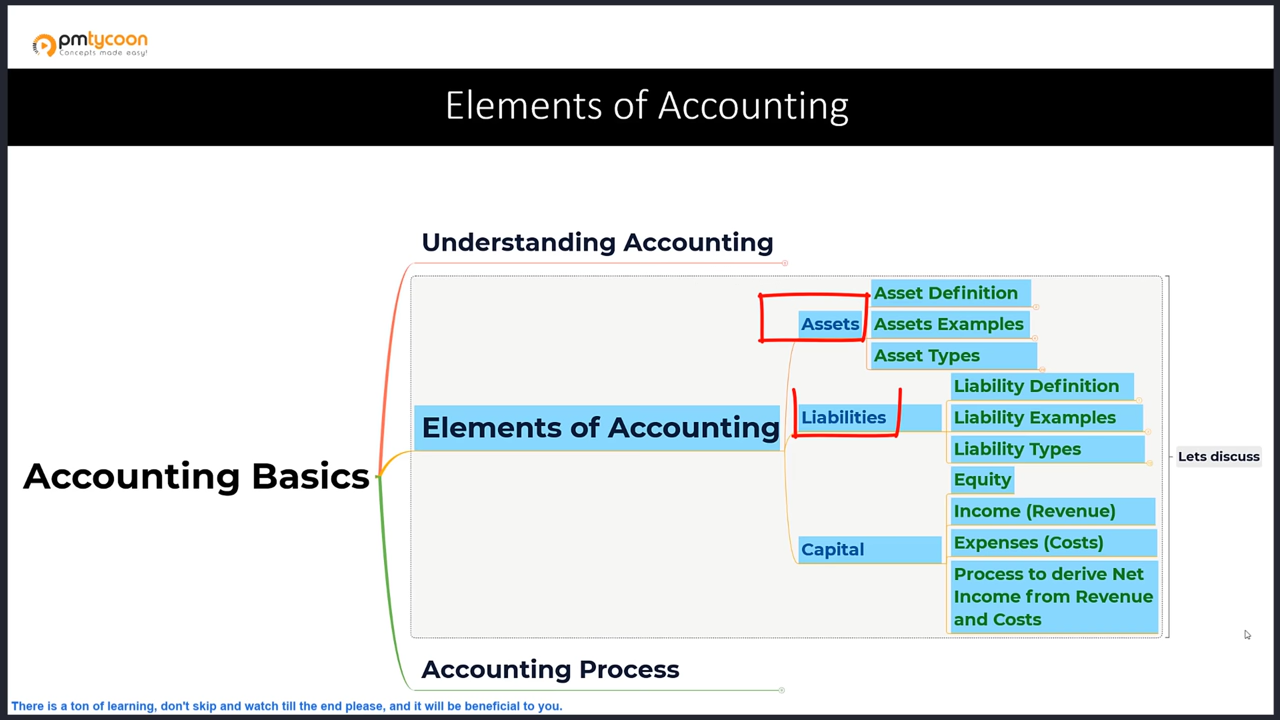 pmtycoon
Concepts made easy!
Elements of Accounting
Understanding Accounting
Asset Definition
Assets
Assets Examples
Asset Types
Liability Definition
Liabilities
Liability Examples
Elements of Accounting
Liability Types
Lets discuss
Accounting Basics
Equity
Income (Revenue)
Expenses (Costs)
Capital
Process to derive Net
Income from Revenue
and Costs
Accounting Process
There is a ton of learning, don't skip and watch till the end please, and it will be beneficial to you.